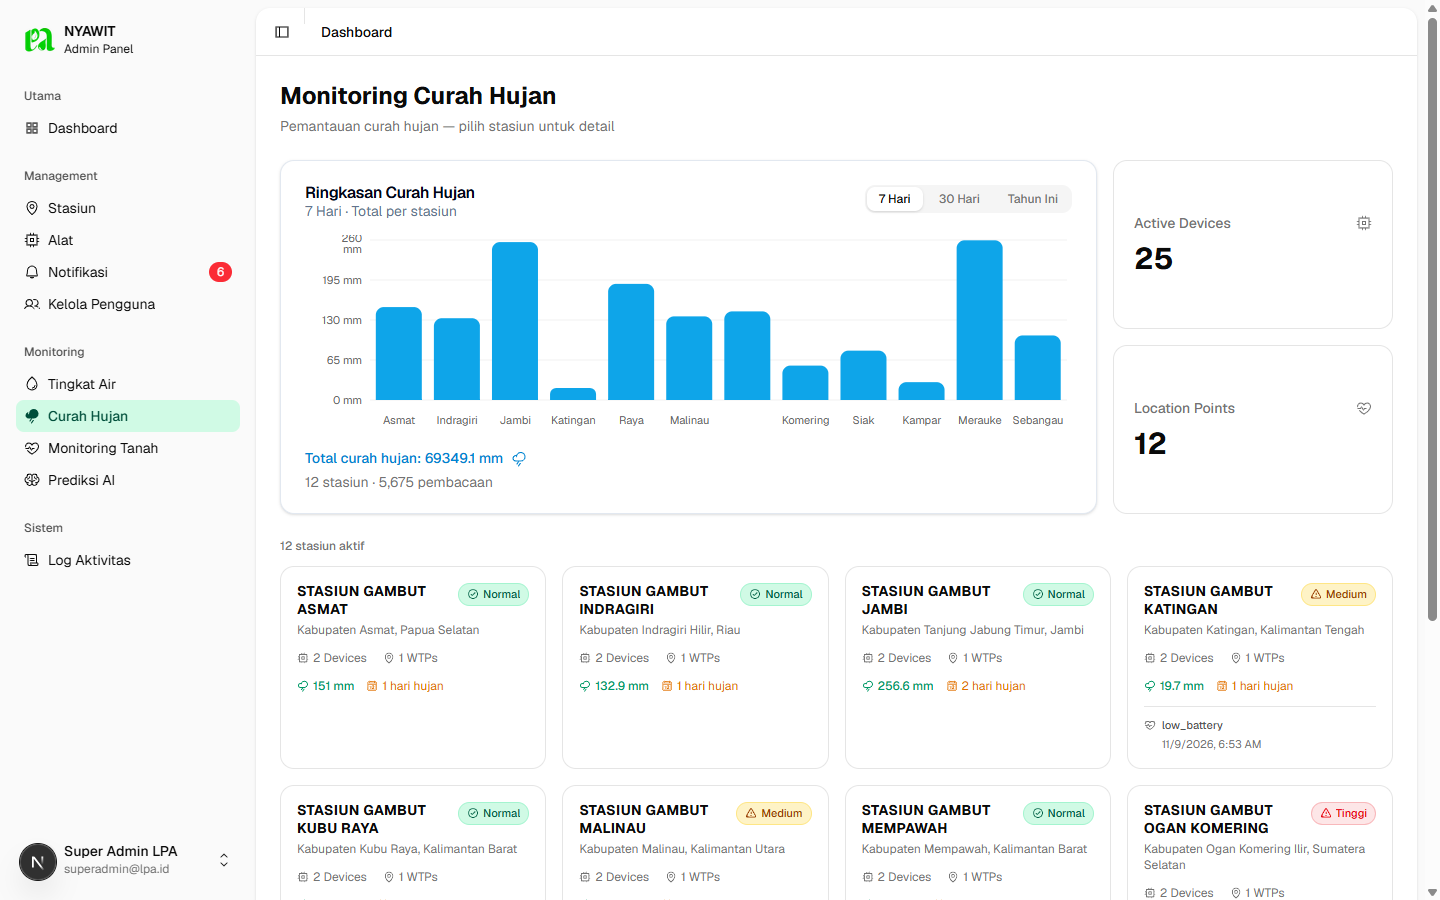 NYAWIT
Admin Panel
Utama
Dashboard
Management
Stasiun
Alat
Notifikasi
6
Kelola Pengguna
Monitoring
Tingkat Air
Curah Hujan
Monitoring Tanah
Prediksi AI
Sistem
Log Aktivitas
N
Super Admin LPA
superadmin@lpa.id
Dashboard
Monitoring Curah Hujan
Pemantauan curah hujan — pilih stasiun untuk detail
Ringkasan Curah Hujan
7 Hari · Total per stasiun
7 Hari
30 Hari
Tahun Ini
260
mm
195 mm
130 mm
65 mm
0 mm
Asmat
Indragiri
Jambi
Katingan
Raya
Malinau
Komering
Siak
Kampar
Merauke
Sebangau
Total curah hujan: 69349.1 mm
12 stasiun · 5,675 pembacaan
Active Devices
25
Location Points
12
12 stasiun aktif
STASIUN GAMBUT
ASMAT
Normal
Kabupaten Asmat, Papua Selatan
2 Devices
1 WTPs
151 mm
1 hari hujan
STASIUN GAMBUT
INDRAGIRI
Normal
Kabupaten Indragiri Hilir, Riau
2 Devices
1 WTPs
132.9 mm
1 hari hujan
STASIUN GAMBUT
JAMBI
Normal
Kabupaten Tanjung Jabung Timur, Jambi
2 Devices
1 WTPs
256.6 mm
2 hari hujan
STASIUN GAMBUT
KATINGAN
Medium
Kabupaten Katingan, Kalimantan Tengah
2 Devices
1 WTPs
19.7 mm
1 hari hujan
low_battery
11/9/2026, 6:53 AM
STASIUN GAMBUT
KUBU RAYA
Normal
Kabupaten Kubu Raya, Kalimantan Barat
2 Devices
1 WTPs
STASIUN GAMBUT
MALINAU
Medium
Kabupaten Malinau, Kalimantan Utara
2 Devices
1 WTPs
STASIUN GAMBUT
MEMPAWAH
Normal
Kabupaten Mempawah, Kalimantan Barat
2 Devices
1 WTPs
STASIUN GAMBUT
OGAN KOMERING
Tinggi
Kabupaten Ogan Komering Ilir, Sumatera
Selatan
2 Devices
1 WTPs